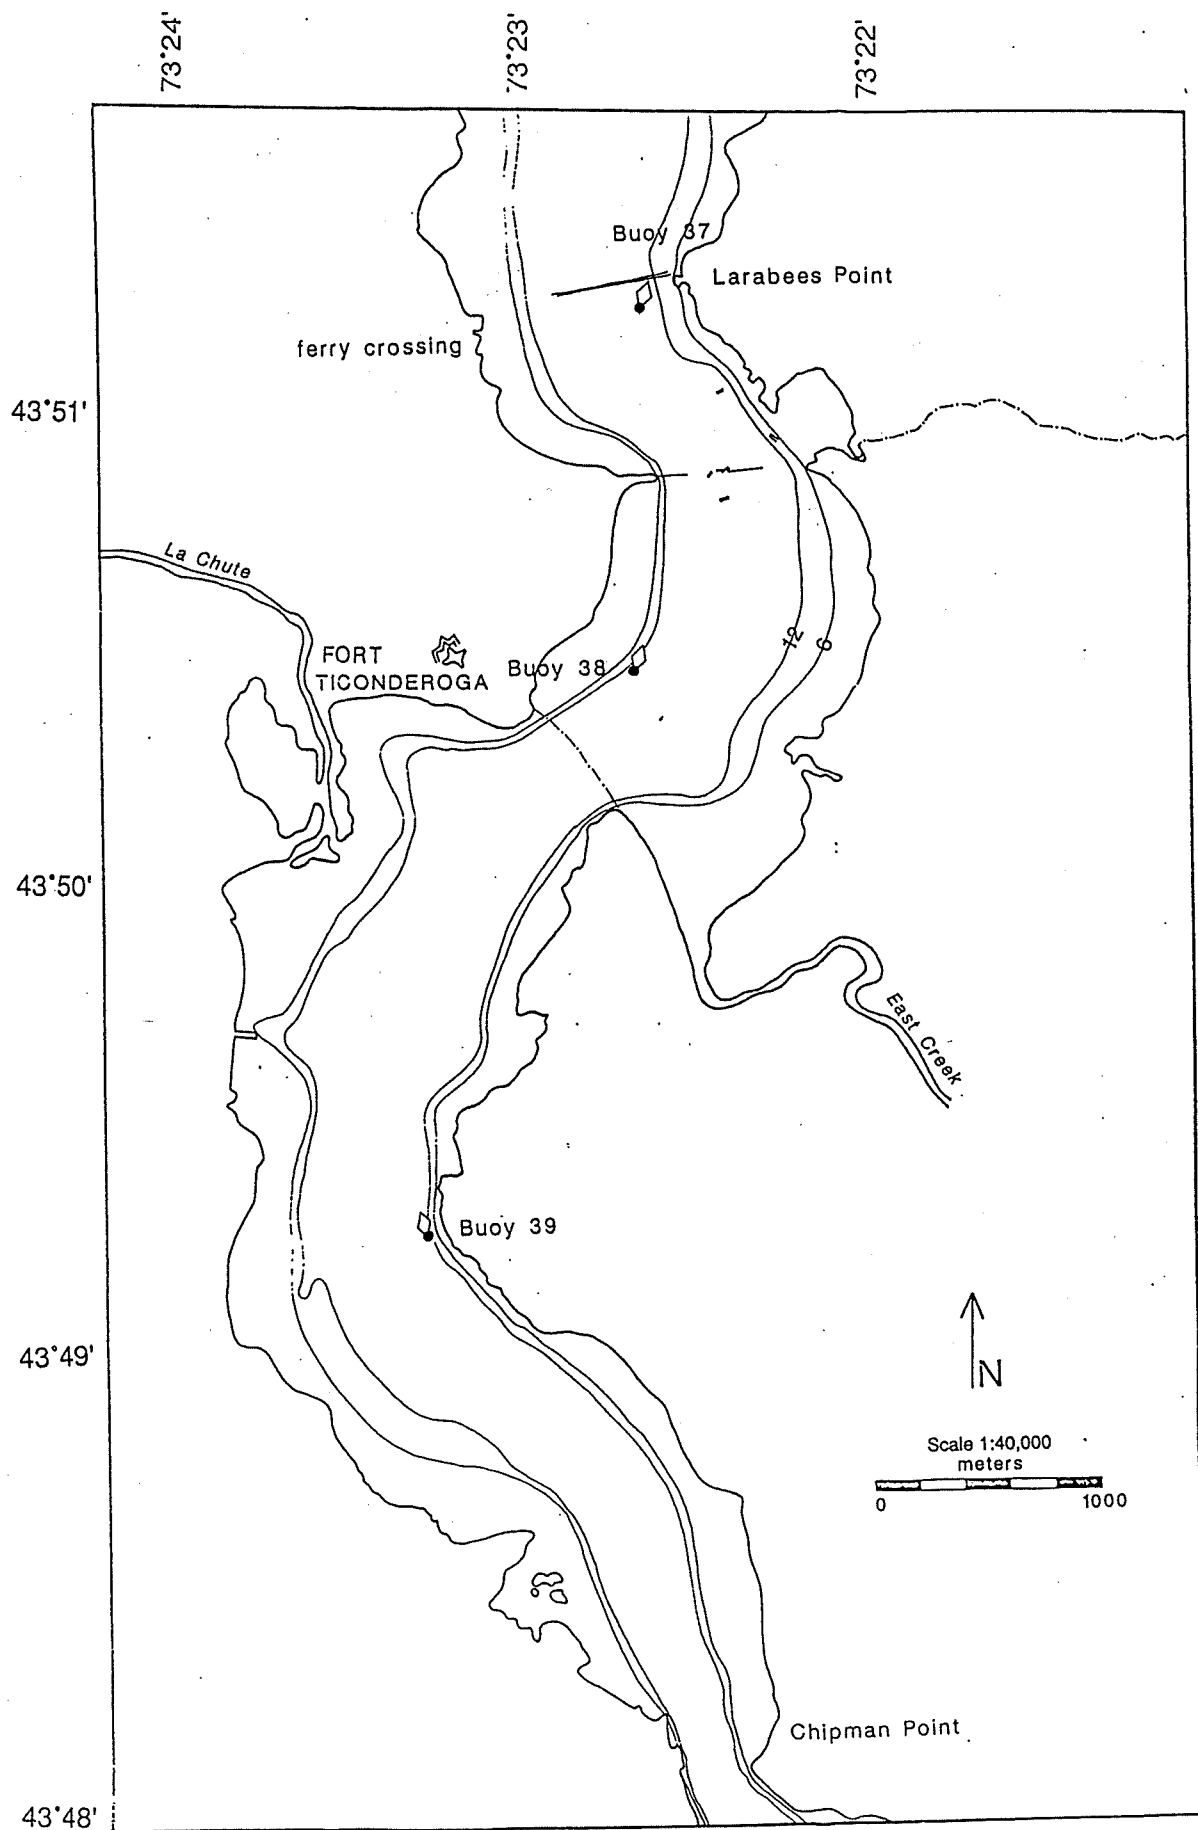 73°24'
73°23'
73°22'
Buoy 37
Larabees Point
ferry crossing
43°51'
La Chute
12
6
FORT
TICONDEROGA
Buoy 38
43°50'
East Creek
Buoy 39
43°49'
N
Scale 1:40,000
meters
0
1000
Chipman Point
43°48'